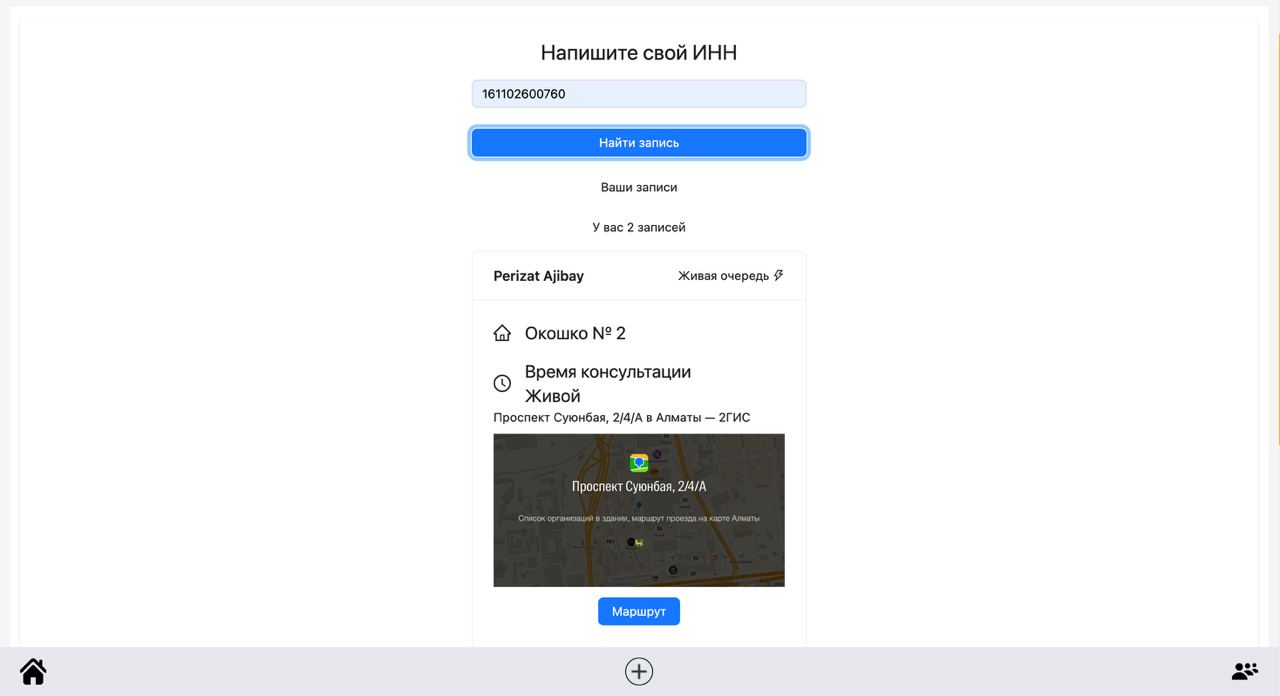 Напишите свой ИНН
161102600760
Найти запись
Ваши записи
У вас 2 записей
Perizat Ajibay
Живая очередь
Окошко № 2
Время консультации
Живой
Проспект Суюнбая, 2/4/А в Алматы — 2ГИС
Проспект Суюнбая, 2/4/А
Список организаций в здании, маршрут проезда на карте Алматы
Маршрут